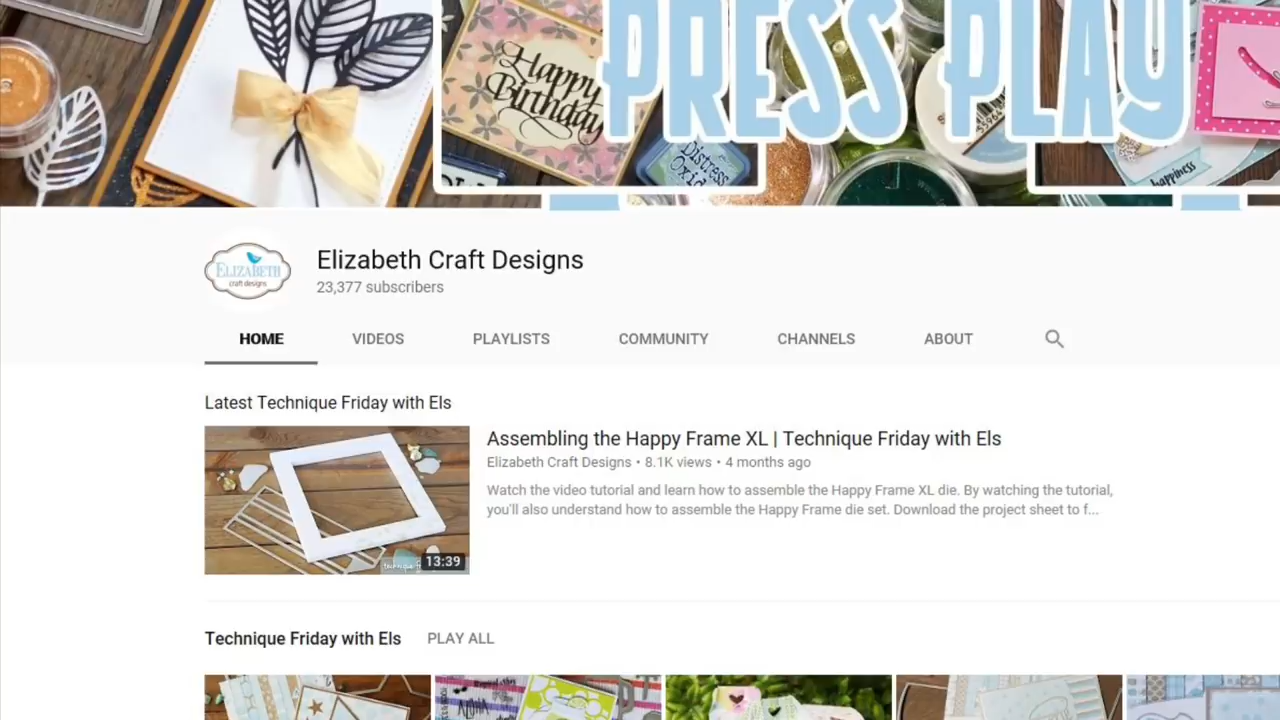 PRESS PLAY
Happy
Birthday
Distress
Oxide
happiness
ELIZABETH
craft designs
Elizabeth Craft Designs
23,377 subscribers
HOME VIDEOS PLAYLISTS COMMUNITY CHANNELS ABOUT
Latest Technique Friday with Els
Assembling the Happy Frame XL | Technique Friday with Els
Elizabeth Craft Designs • 8.1K views • 4 months ago
Watch the video tutorial and learn how to assemble the Happy Frame XL die. By watching the tutorial,
you'll also understand how to assemble the Happy Frame die set. Download the project sheet to f...
13:39
Technique Friday with Els PLAY ALL
ALOHA